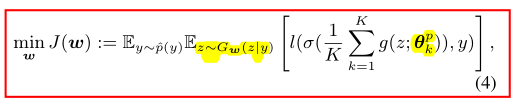 min_w J(w) := 𝔼_{y∼p̂(y)} 𝔼_{z∼G_w(z|y)} [ l(σ(1/K ∑_{k=1}^{K} g(z; θ_k^p)), y) ],
(4)